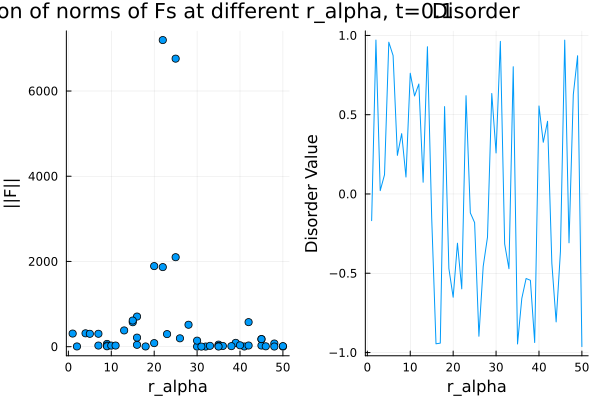 on of norms of Fs at different r_alpha, t=0.1
Disorder
||F||
6000
4000
2000
0
0 10 20 30 40 50
r_alpha
Disorder Value
1.0
0.5
0.0
−0.5
−1.0
0 10 20 30 40 50
r_alpha